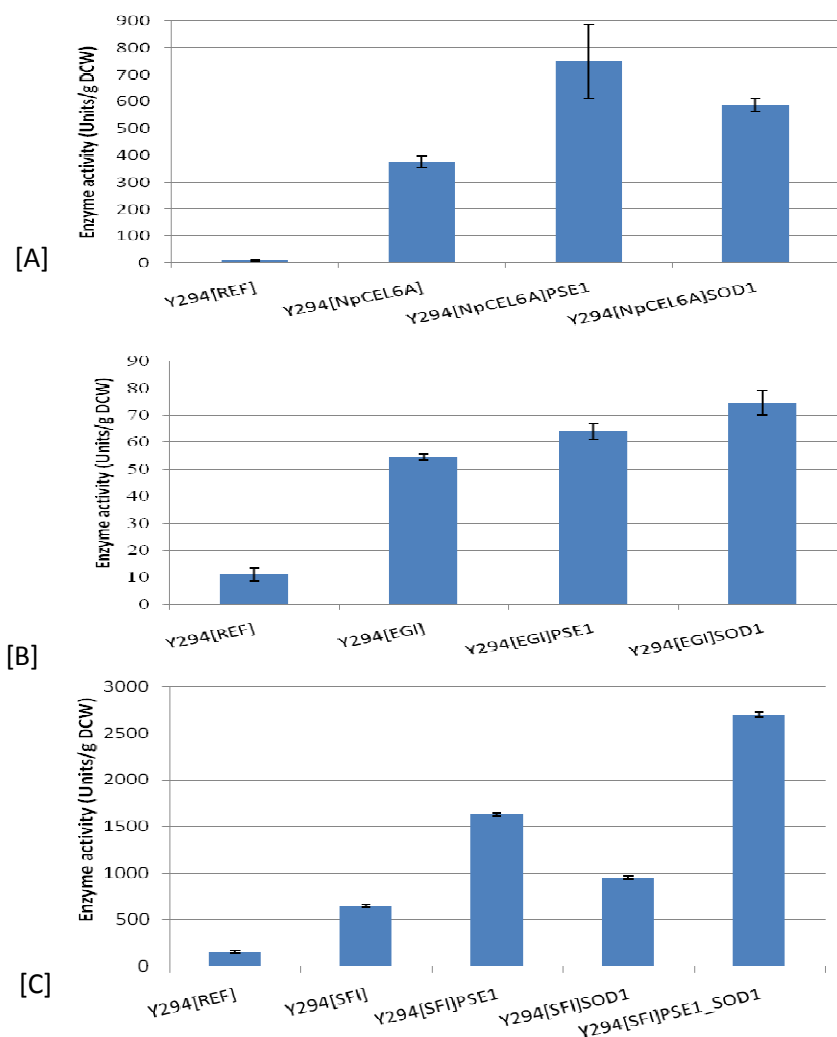 900
800
700
600
500
400
300
200
100
0
Enzyme activity (Units/g DCW)
[A]
Y294[REF]
Y294[NpCEL6A]
Y294[NpCEL6A]PSE1
Y294[NpCEL6A]SOD1
90
80
70
60
50
40
30
20
10
0
Enzyme activity (Units/g DCW)
[B]
Y294[REF]
Y294[EGI]
Y294[EGI]PSE1
Y294[EGI]SOD1
3000
2500
2000
1500
1000
500
0
Enzyme activity (Units/g DCW)
[C]
Y294[REF]
Y294[SFI]
Y294[SFI]PSE1
Y294[SFI]SOD1
Y294[SFI]PSE1_SOD1